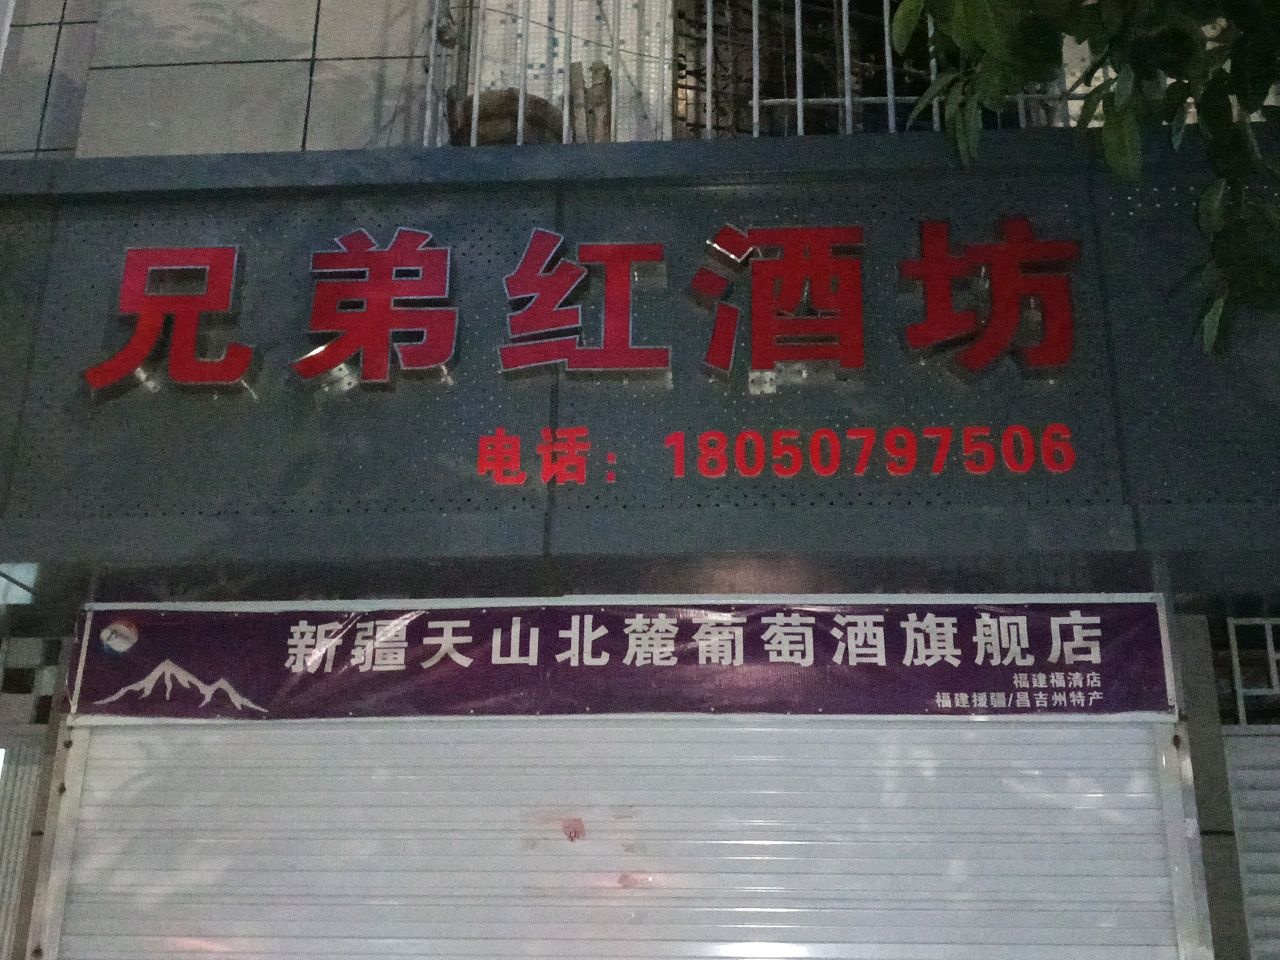 兄弟红酒坊
电话：18050797506
新疆天山北麓葡萄酒旗舰店
福建福清店
福建援疆/昌吉州特产